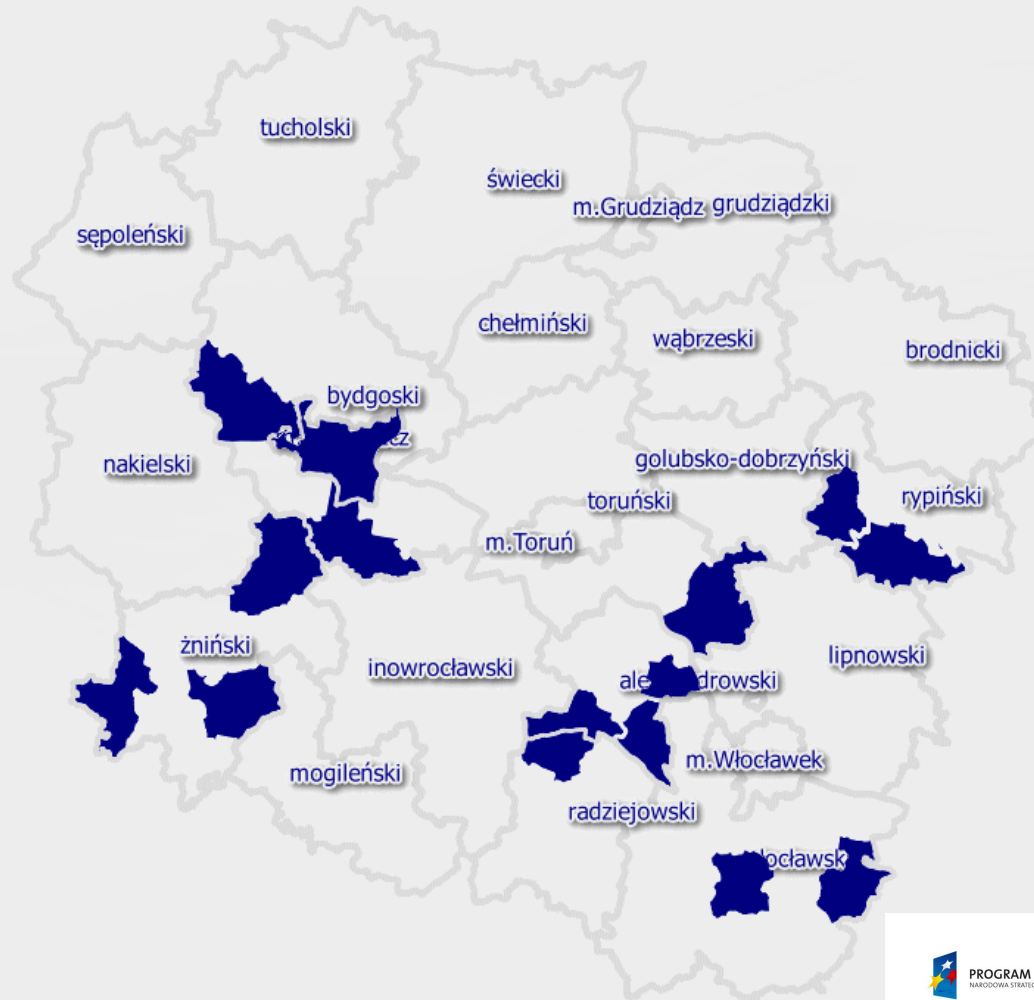 tucholski
świecki
m.Grudziądz grudziądzki
sępoleński
chełmiński
wąbrzeski
brodnicki
bydgoski
nakielski
golubsko-dobrzyński
toruński
rypiński
m.Toruń
żniński
inowrocławski
lipnowski
mogileński
m.Włocławek
radziejowski
PROGRAM